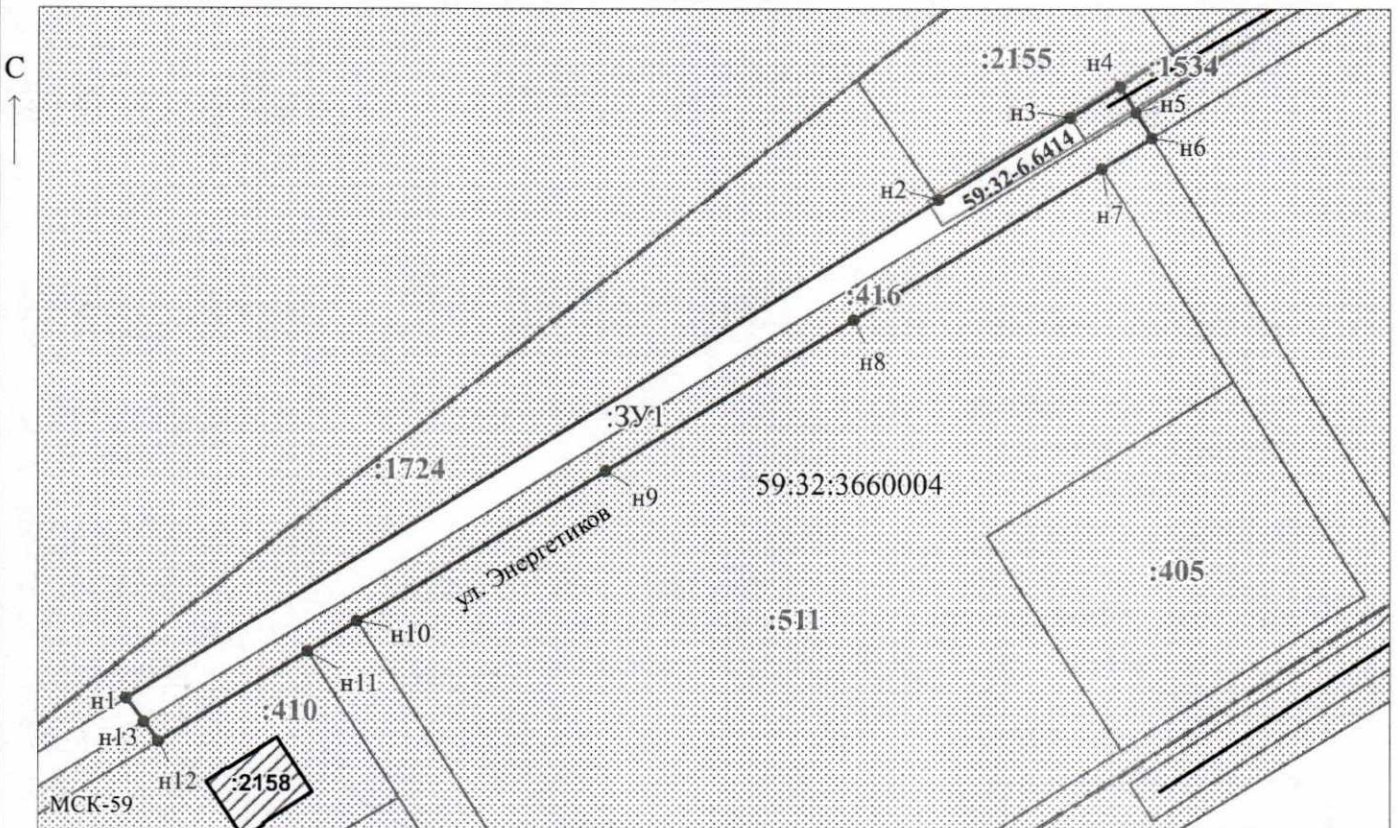 С
:2155
н4
:1534
н3
н5
н6
59:32-6.6414
н2
н7
:416
н8
:ЗУ1
:1724
59:32:3660004
н9
ул. Энергетиков
:405
:511
н10
н11
н1
:410
н13
н12
:2158
МСК-59